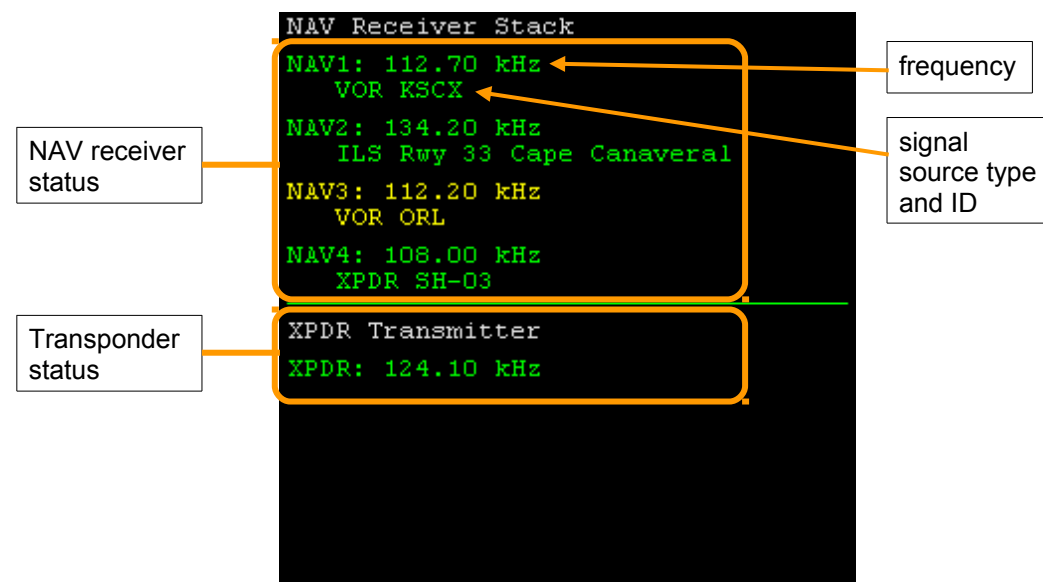 NAV Receiver Stack
NAV1: 112.70 kHz
VOR KSCX
NAV2: 134.20 kHz
ILS Rwy 33 Cape Canaveral
NAV3: 112.20 kHz
VOR ORL
NAV4: 108.00 kHz
XPDR SH-03
XPDR Transmitter
XPDR: 124.10 kHz
NAV receiver
status
Transponder
status
frequency
signal
source type
and ID